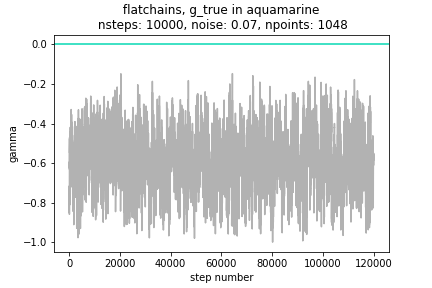 flatchains, g_true in aquamarine
nsteps: 10000, noise: 0.07, npoints: 1048
0.0
−0.2
−0.4
−0.6
−0.8
−1.0
gamma
0 20000 40000 60000 80000 100000 120000
step number